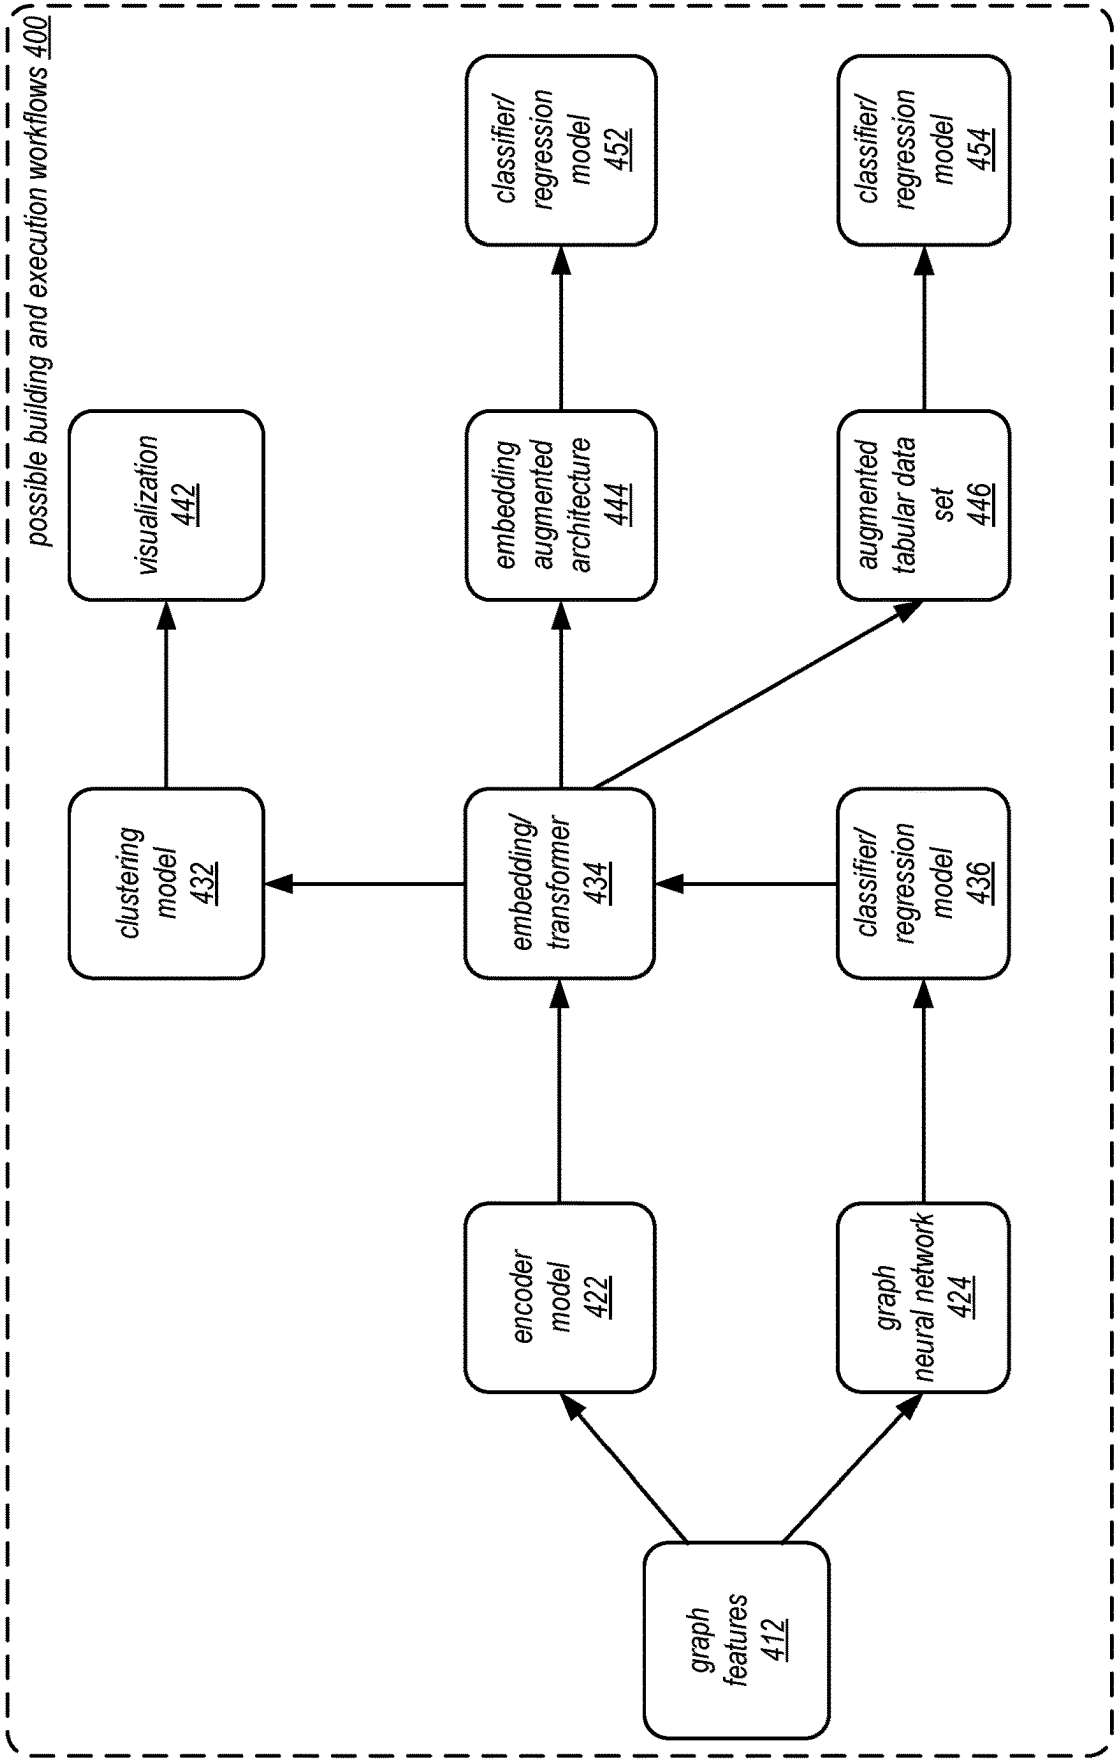 possible building and execution workflows 400
clustering
model
432
visualization
442
encoder
model
422
embedding/
transformer
434
embedding
augmented
architecture
444
classifier/
regression
model
452
graph
features
412
graph
neural network
424
classifier/
regression model
436
augmented
tabular data
set
446
classifier/
regression
model
454